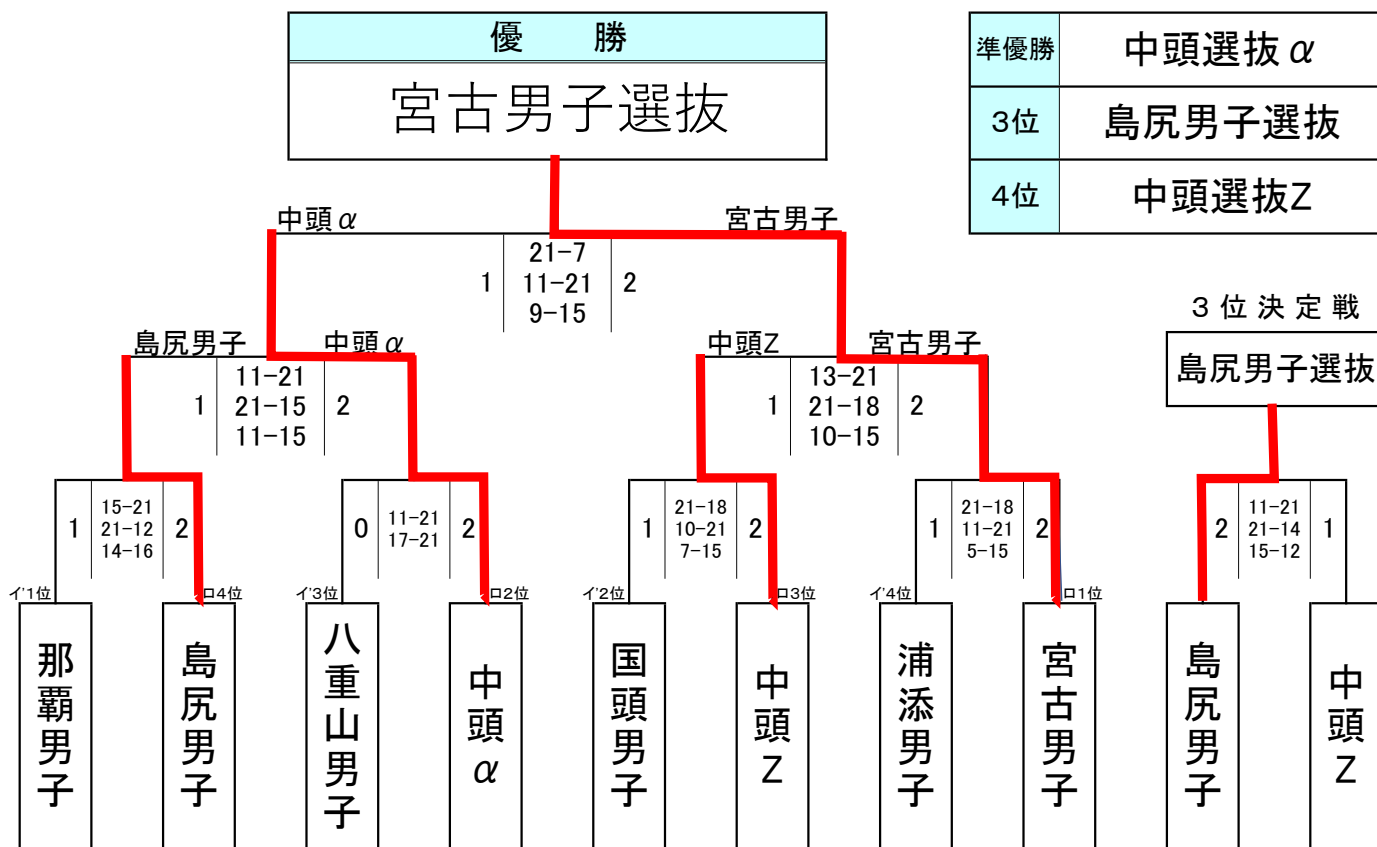 優　勝
宮古男子選抜
準優勝 中頭選抜α
3位 島尻男子選抜
4位 中頭選抜Z
中頭α 宮古男子
21-7
1 11-21 2
9-15
3位決定戦
島尻男子選抜
島尻男子 中頭α 中頭Z 宮古男子
11-21
1 21-15 2
11-15
13-21
1 21-18 2
10-15
15-21
1 21-12 2
14-16
11-21
0 2
17-21
21-18
1 10-21 2
7-15
21-18
1 11-21 2
5-15
11-21
2 21-14 1
15-12
イ'1位 ロ4位 イ'3位 ロ2位 イ'2位 ロ3位 イ'4位 ロ1位
那覇男子
島尻男子
八重山男子
中頭α
国頭男子
中頭Z
浦添男子
宮古男子
島尻男子
中頭Z